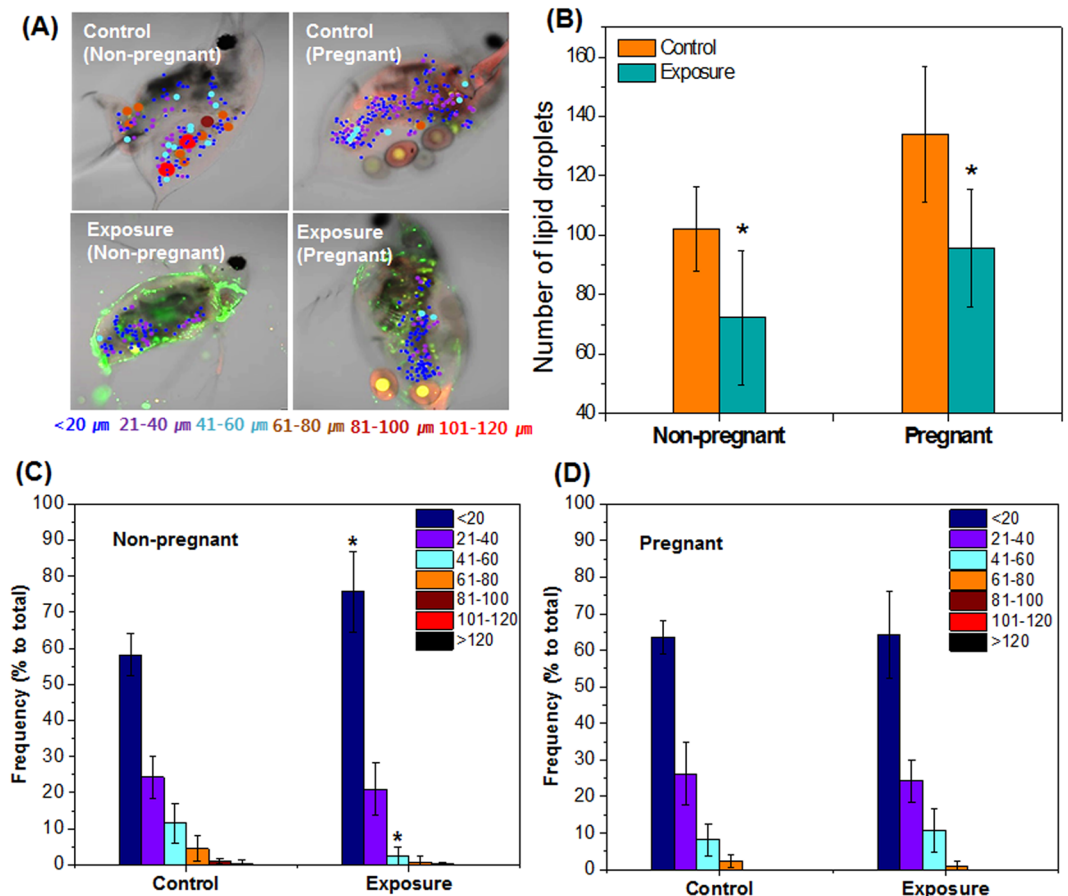 (A)
Control
(Non-pregnant)
Control
(Pregnant)
Exposure
(Non-pregnant)
Exposure
(Pregnant)
<20 μm 21-40 μm 41-60 μm 61-80 μm 81-100 μm 101-120 μm
(B)
Number of lipid droplets
160
140
120
100
80
60
40
Control
Exposure
*
*
Non-pregnant
Pregnant
(C)
Frequency (% to total)
100
90
80
70
60
50
40
30
20
10
0
Non-pregnant
<20
21-40
41-60
61-80
81-100
101-120
>120
*
*
Control
Exposure
(D)
Frequency (% to total)
100
90
80
70
60
50
40
30
20
10
0
Pregnant
<20
21-40
41-60
61-80
81-100
101-120
>120
Control
Exposure